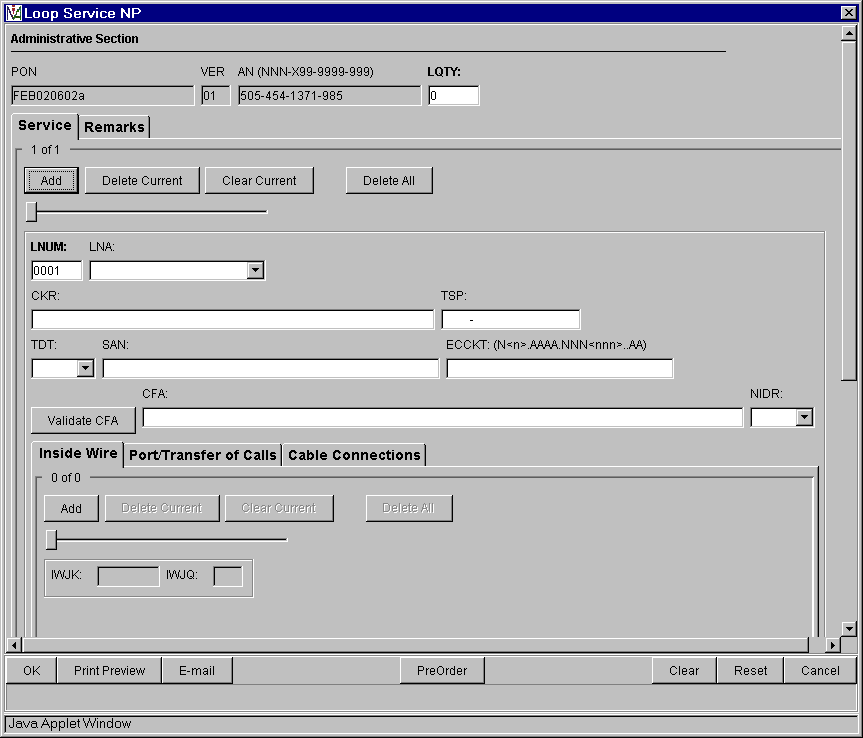 Loop Service NP
Administrative Section
PON VER AN (NNN-X99-9999-999) LQTY:
FEB020602a 01 505-454-1371-985 0
Service Remarks
1 of 1
Add Delete Current Clear Current Delete All
LNUM: LNA:
0001
CKR: TSP:
-
TDT: SAN: ECCKT: (N<n>.AAAA.NNN<nnn>..AA)
CFA: NIDR:
Validate CFA
Inside Wire Port/Transfer of Calls Cable Connections
0 of 0
Add Delete Current Clear Current Delete All
IWJK: IWJQ:
OK Print Preview E-mail PreOrder Clear Reset Cancel
Java Applet Window